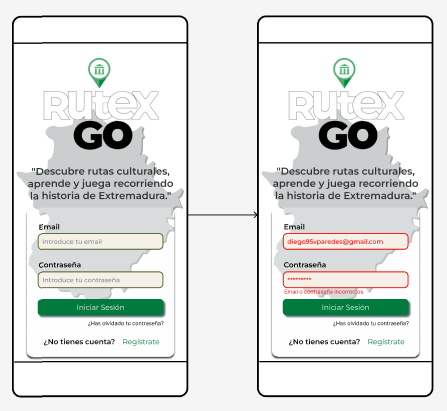 RUTEX
GO
"Descubre rutas culturales,
aprende y juega recorriendo
la historia de Extremadura."
Email
Introduce tu email
Contraseña
Introduce tu contraseña
Iniciar Sesión
¿Has olvidado tu contraseña?
¿No tienes cuenta? Regístrate
RUTEX
GO
"Descubre rutas culturales,
aprende y juega recorriendo
la historia de Extremadura."
Email
diego95vparedes@gmail.com
Contraseña
*********
Email o contraseña incorrectos
Iniciar Sesión
¿Has olvidado tu contraseña?
¿No tienes cuenta? Regístrate